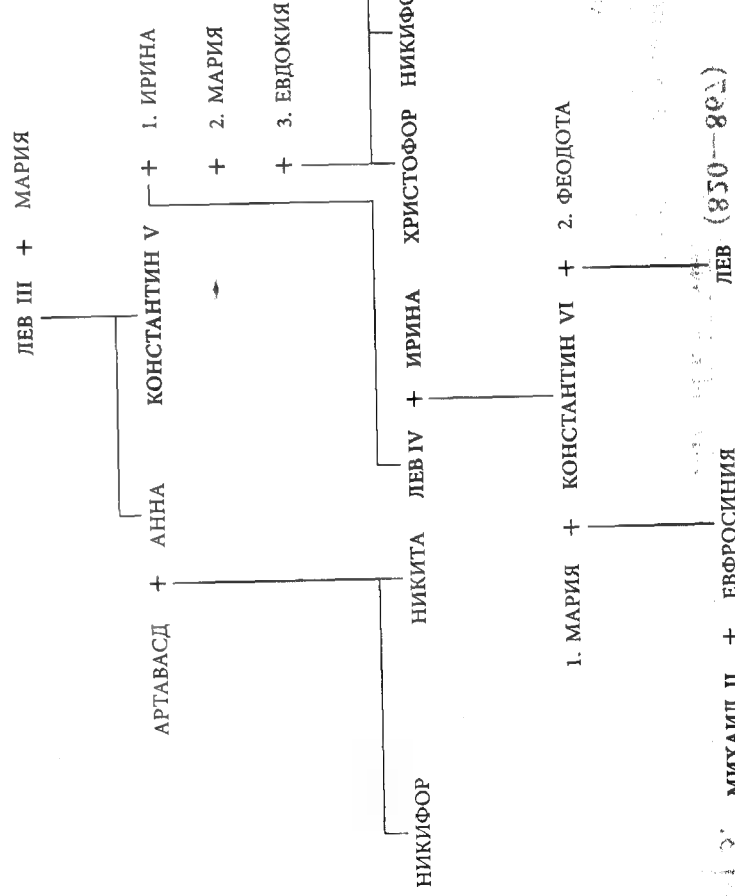 ЛЕВ III + МАРИЯ
АРТАВАСД + АННА КОНСТАНТИН V + 1. ИРИНА
+ 2. МАРИЯ
+ 3. ЕВДОКИЯ
НИКИФОР НИКИТА ЛЕВ IV + ИРИНА ХРИСТОФОР НИКИФО
1. МАРИЯ + КОНСТАНТИН VI + 2. ФЕОДОТА
МИХАИЛ II + ЕВФРОСИНИЯ ЛЕВ